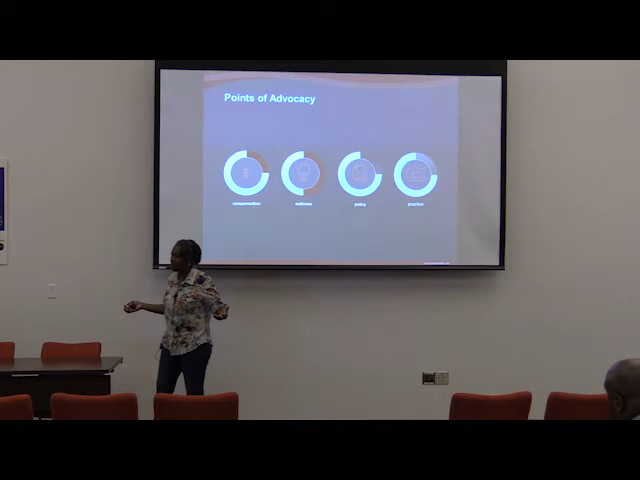 Points of Advocacy
compensation
wellness
policy
practice